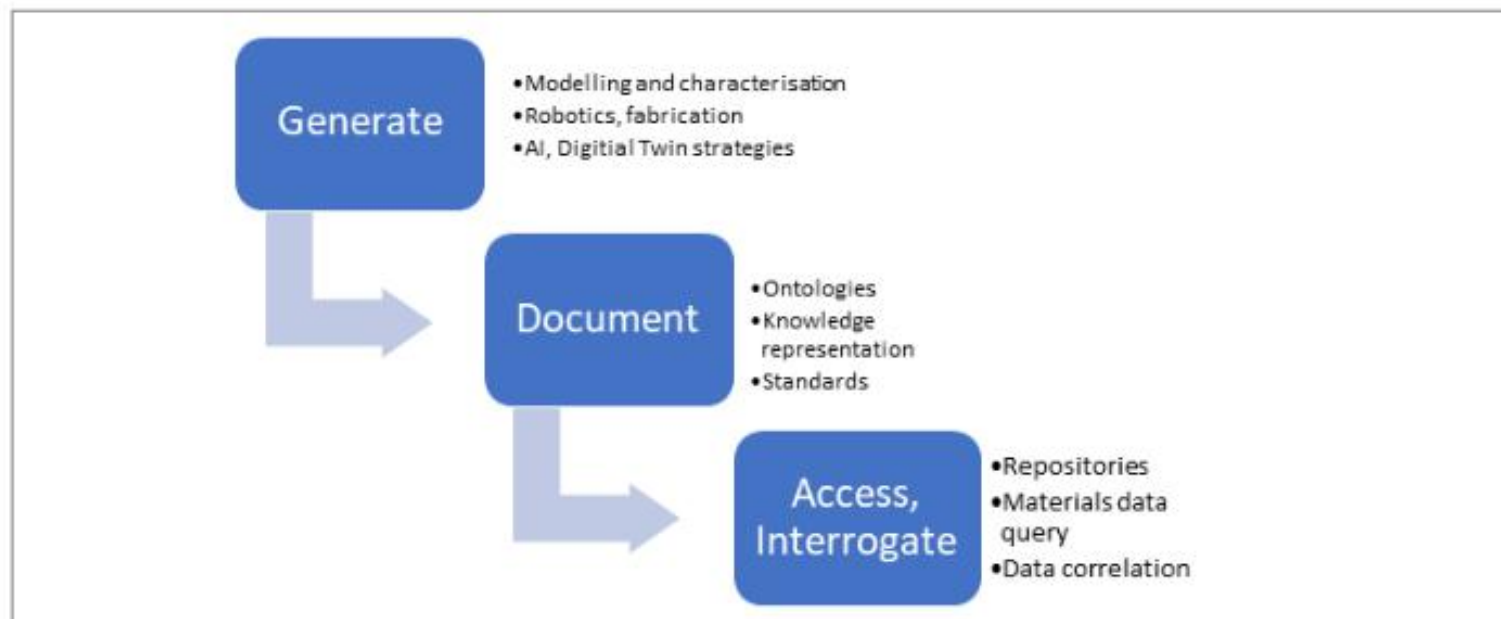 Generate
•Modelling and characterisation
•Robotics, fabrication
•AI, Digitial Twin strategies
Document
•Ontologies
•Knowledge
representation
•Standards
Access,
Interrogate
•Repositories
•Materials data
query
•Data correlation